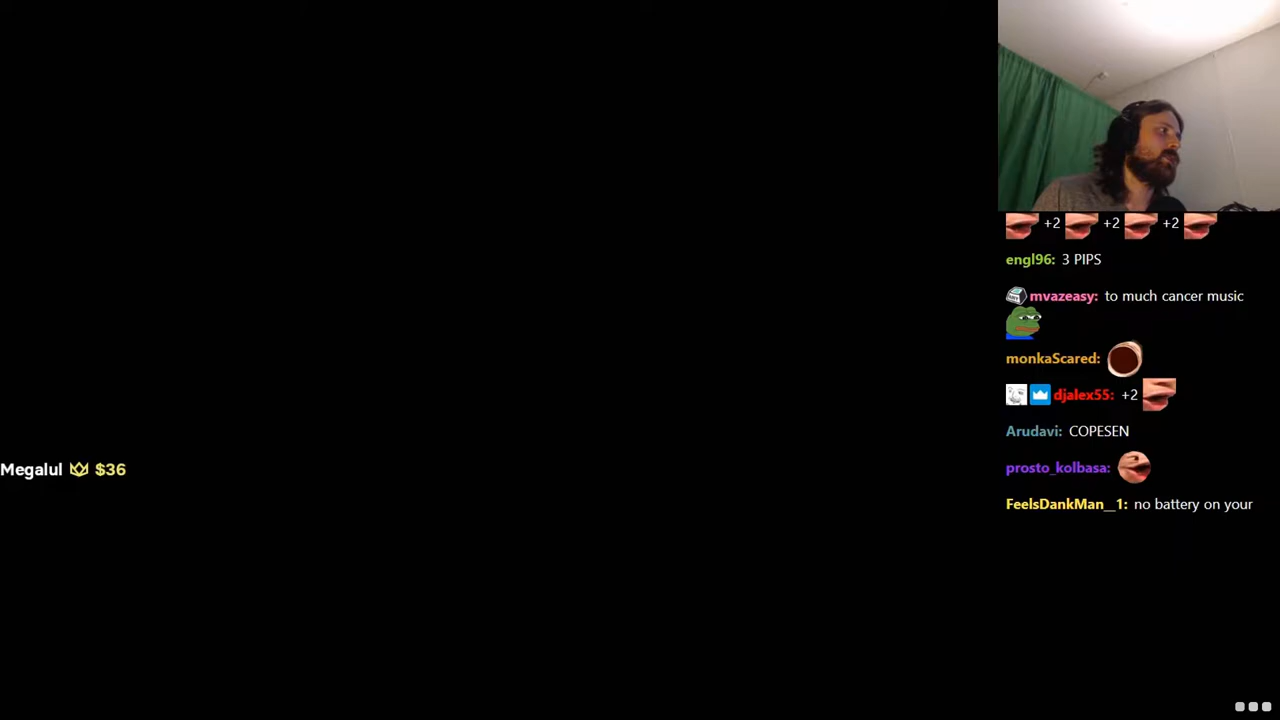 +2 +2 +2
engl96: 3 PIPS
mvazeasy: to much cancer music
monkaScared:
djalex55: +2
Arudavi: COPESEN
Megalul $36
prosto_kolbasa:
FeelsDankMan__1: no battery on your